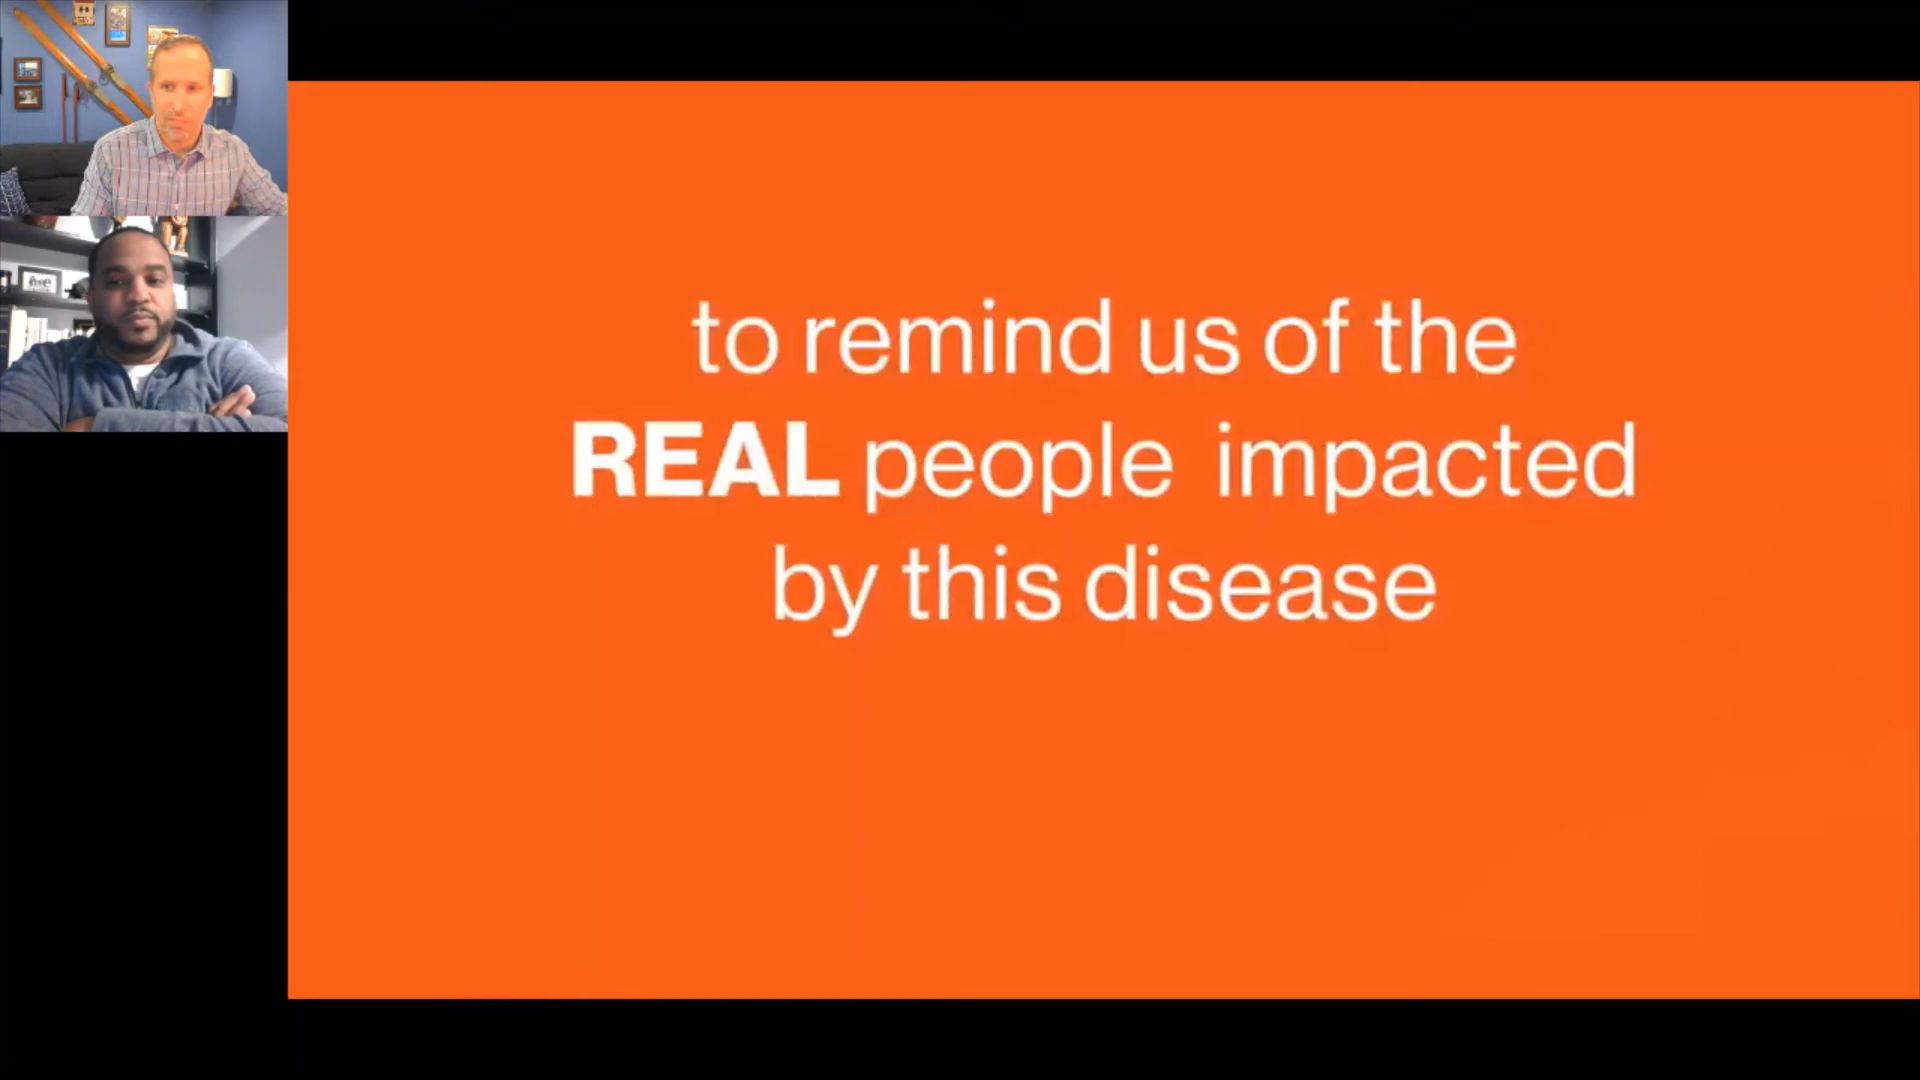 to remind us of the
REAL people impacted
by this disease